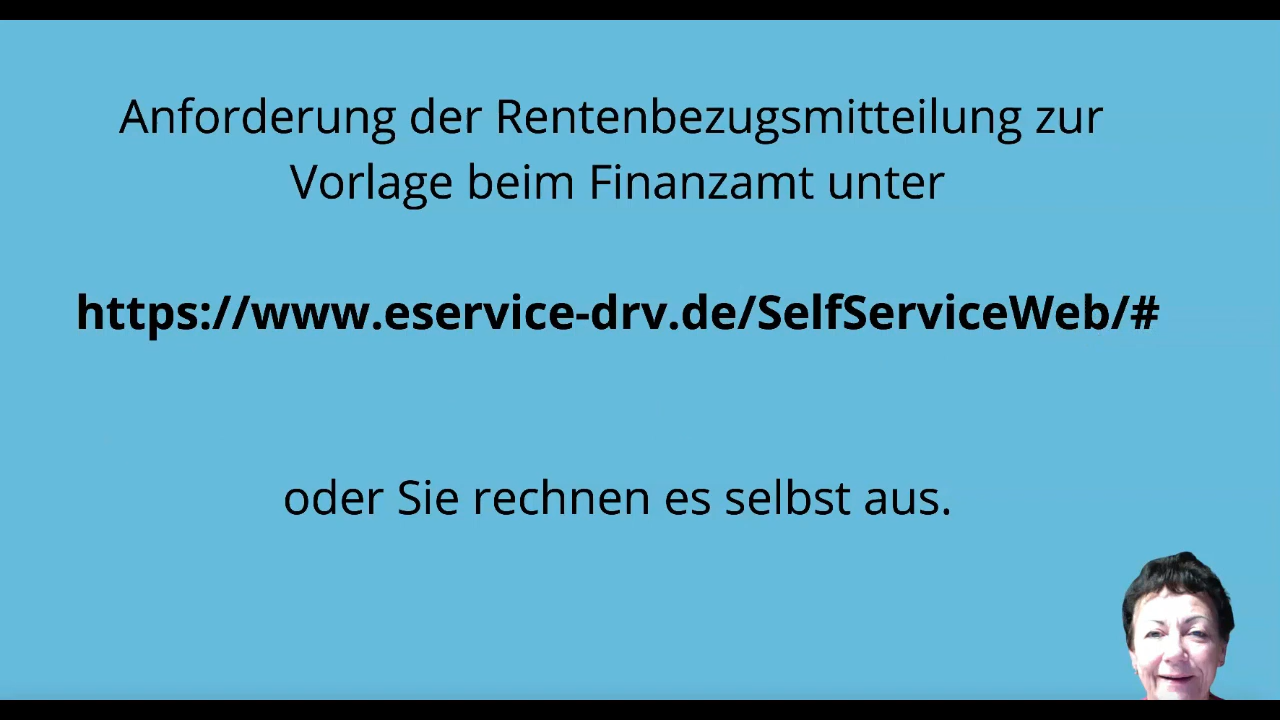 Anforderung der Rentenbezugsmitteilung zur
Vorlage beim Finanzamt unter
https://www.eservice-drv.de/SelfServiceWeb/#
oder Sie rechnen es selbst aus.